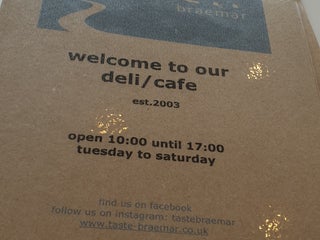 braemar
welcome to our
deli/cafe
est.2003
open 10:00 until 17:00
tuesday to saturday
find us on facebook
follow us on instagram: tastebraemar
www.taste-braemar.co.uk